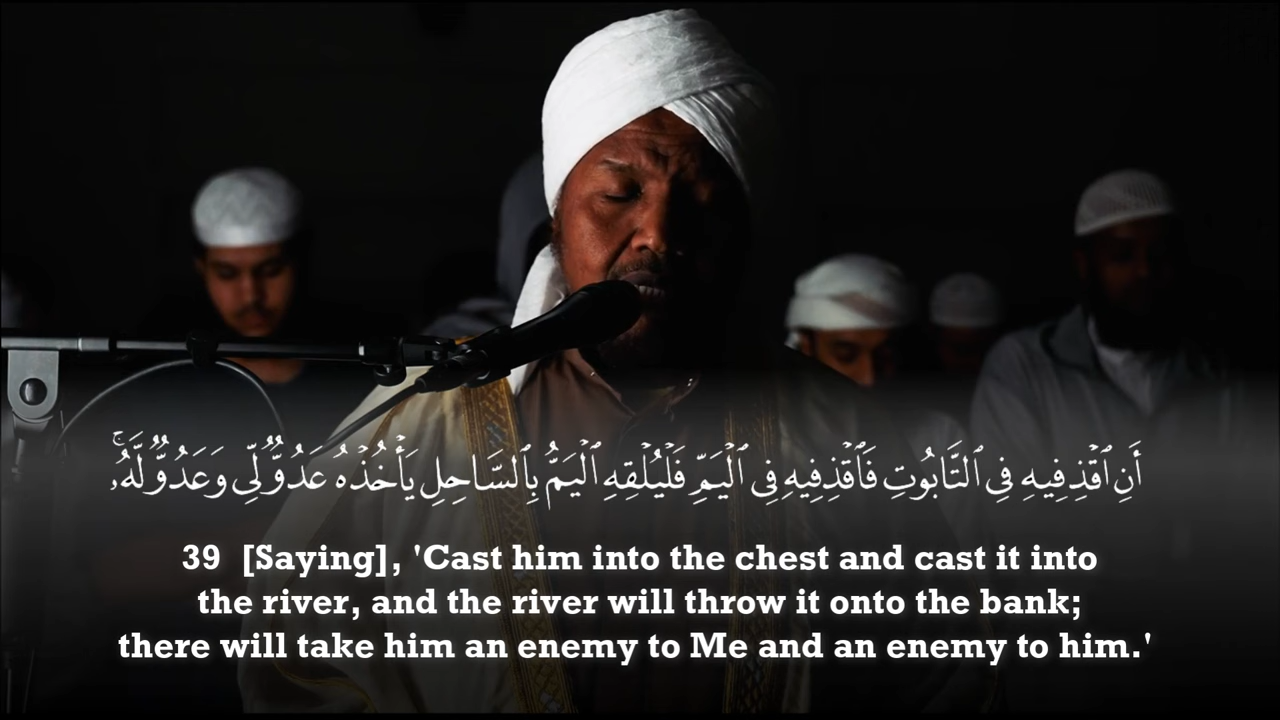 أَنِ ٱقْذِفِيهِ فِى ٱلتَّابُوتِ فَٱقْذِفِيهِ فِى ٱلْيَمِّ فَلْيُلْقِهِ ٱلْيَمُّ بِٱلسَّاحِلِ يَأْخُذْهُ عَدُوٌّ لِّى وَعَدُوٌّ لَّهُۥ ۚ
39 [Saying], 'Cast him into the chest and cast it into
the river, and the river will throw it onto the bank;
there will take him an enemy to Me and an enemy to him.'